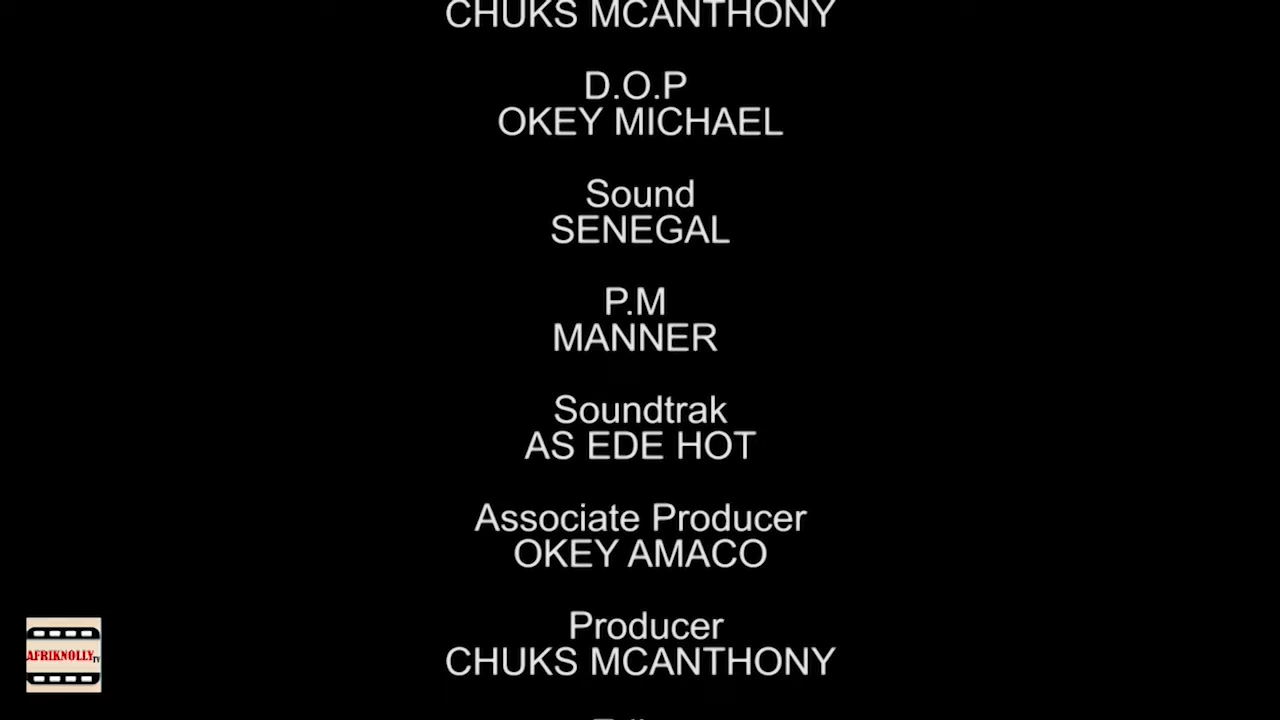 CHUKS MCANTHONY
D.O.P
OKEY MICHAEL
Sound
SENEGAL
P.M
MANNER
Soundtrak
AS EDE HOT
Associate Producer
OKEY AMACO
Producer
CHUKS MCANTHONY
AFRIKNOLLY TV